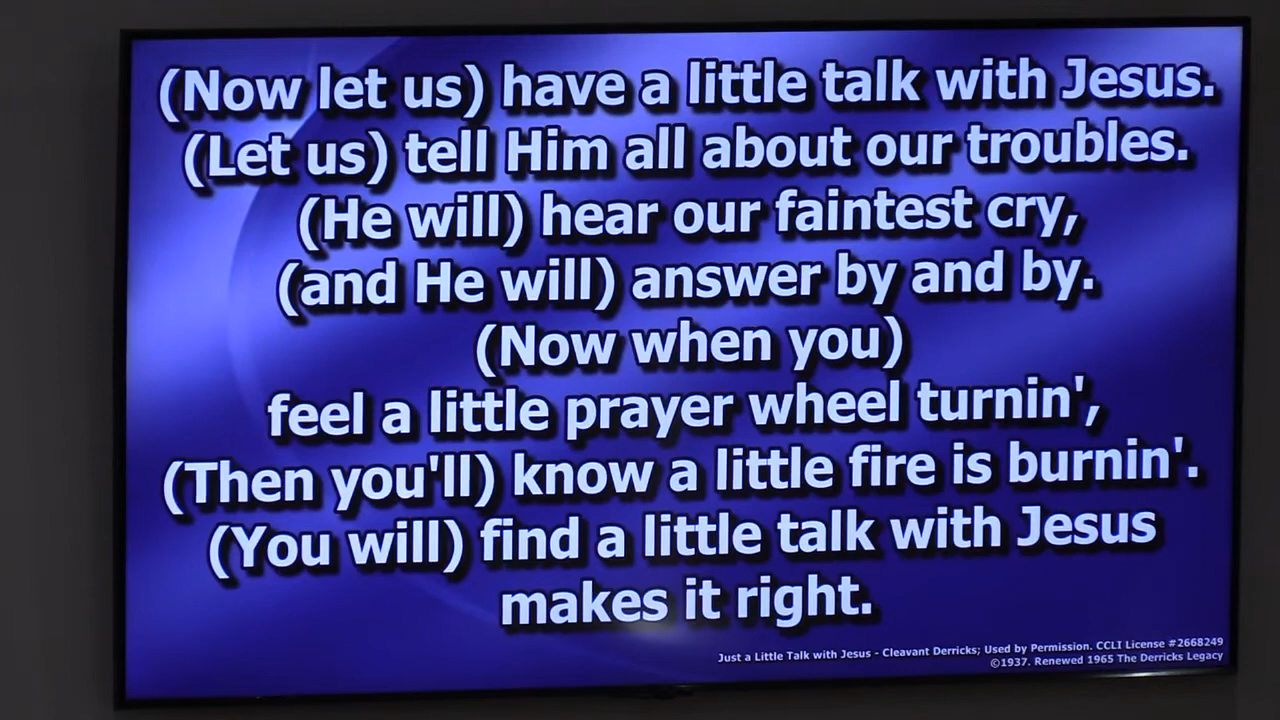 (Now let us) have a little talk with Jesus.
(Let us) tell Him all about our troubles.
(He will) hear our faintest cry,
(and He will) answer by and by.
(Now when you)
feel a little prayer wheel turnin',
(Then you'll) know a little fire is burnin'.
(You will) find a little talk with Jesus
makes it right.
Just a Little Talk with Jesus - Cleavant Derricks; Used by Permission. CCLI License #2668249
©1937. Renewed 1965 The Derricks Legacy